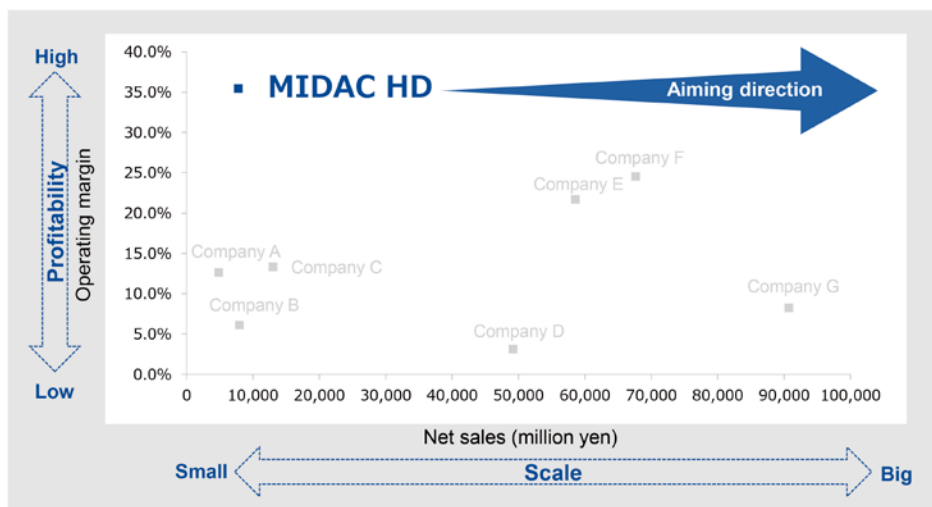 High
Profitability
Operating margin
Low
40.0%
35.0%
30.0%
25.0%
20.0%
15.0%
10.0%
5.0%
0.0%
MIDAC HD
Aiming direction
Company F
Company E
Company A
Company C
Company B
Company G
Company D
0 10,000 20,000 30,000 40,000 50,000 60,000 70,000 80,000 90,000 100,000
Net sales (million yen)
Small Scale Big